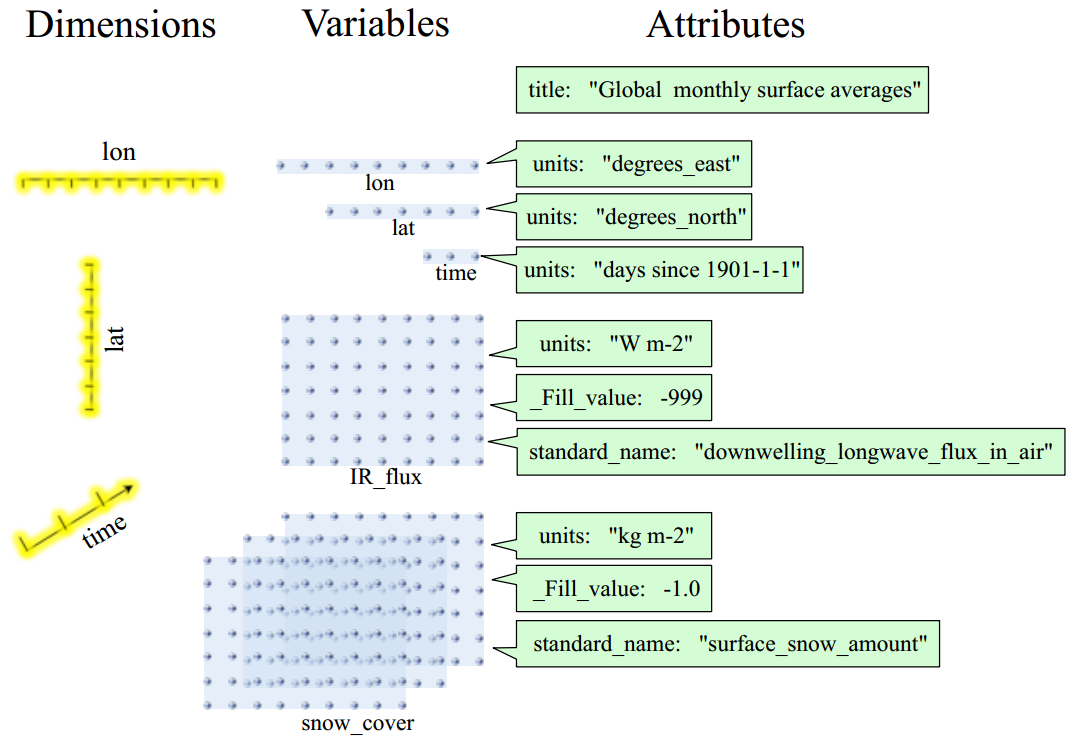 Dimensions
Variables
Attributes
title: "Global monthly surface averages"
lon
lon
units: "degrees_east"
lat
units: "degrees_north"
time
units: "days since 1901-1-1"
lat
units: "W m-2"
_Fill_value: -999
standard_name: "downwelling_longwave_flux_in_air"
IR_flux
time
units: "kg m-2"
_Fill_value: -1.0
standard_name: "surface_snow_amount"
snow_cover